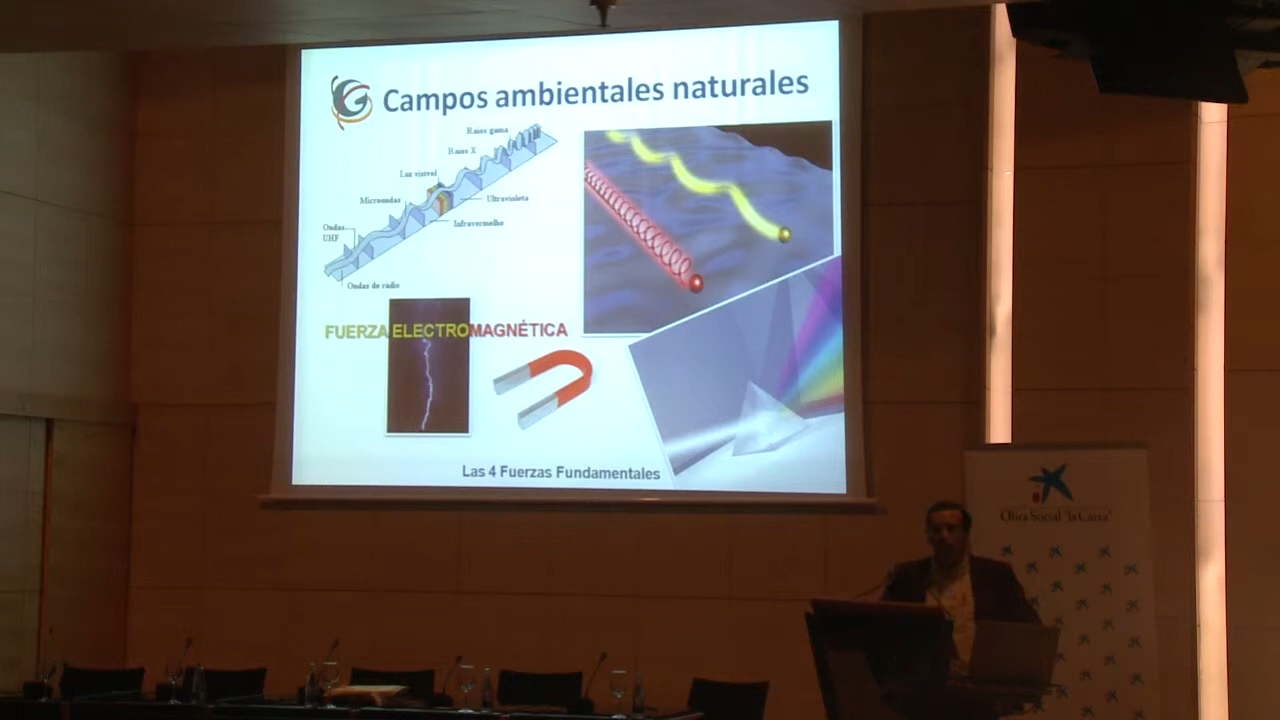 Campos ambientales naturales
Raios gama
Raios X
Luz visível
Microondas
Ultravioleta
Infravermelho
Ondas
UHF
Ondas de rádio
FUERZA ELECTROMAGNÉTICA
Las 4 Fuerzas Fundamentales
Obra Social "la Caixa"